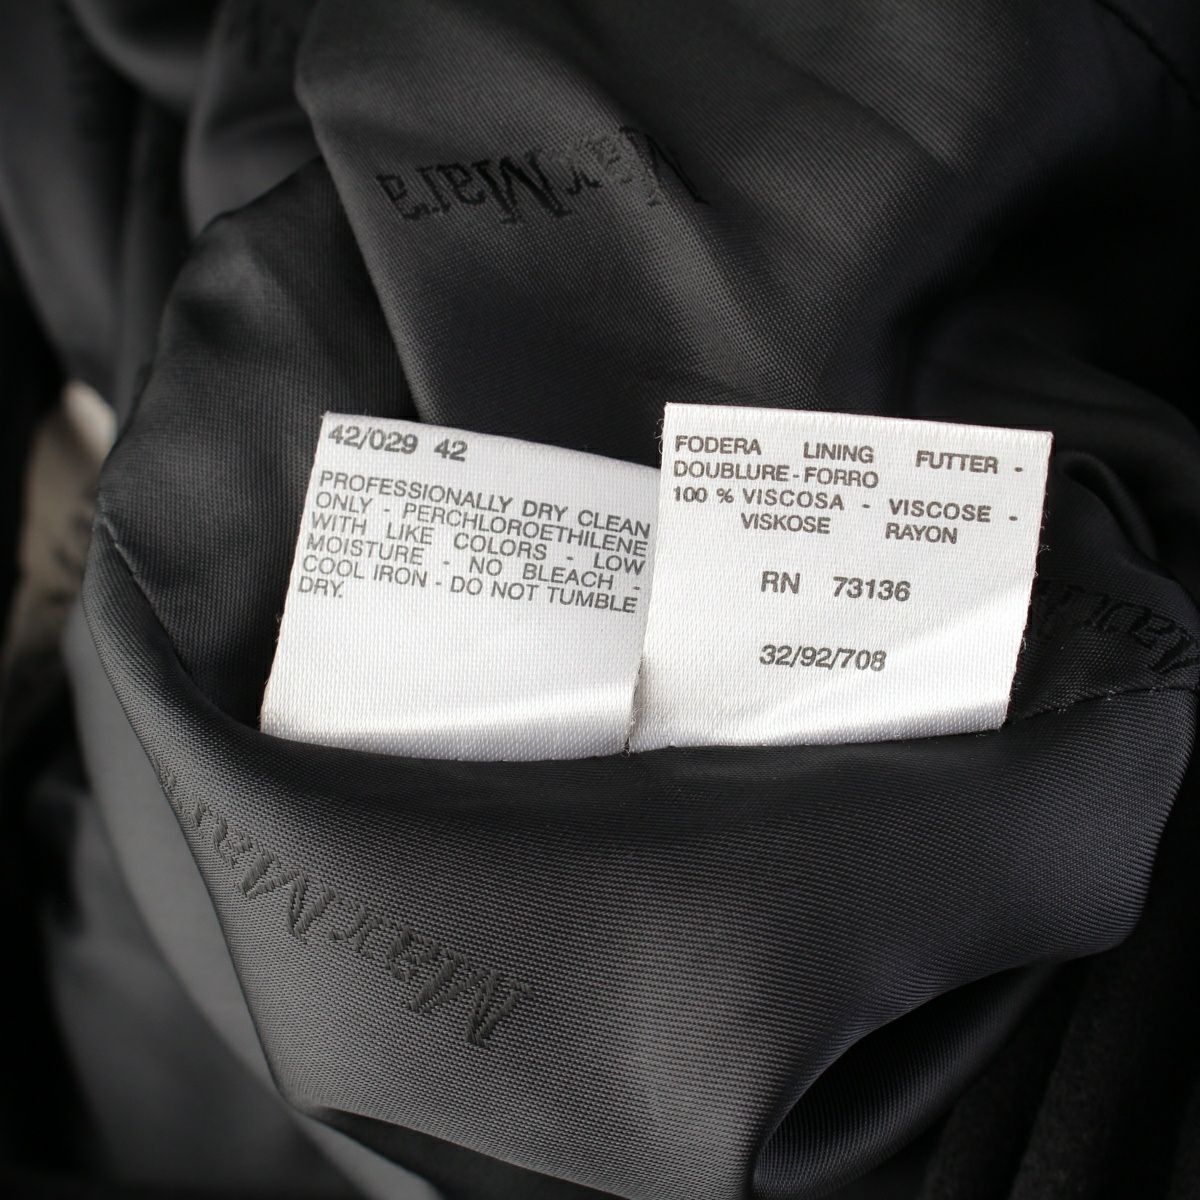 MaxMara
42/029 42
PROFESSIONALLY DRY CLEAN
ONLY - PERCHLOROETHILENE
WITH LIKE COLORS - LOW
MOISTURE - NO BLEACH -
COOL IRON - DO NOT TUMBLE
DRY.
FODERA LINING FUTTER -
DOUBLURE - FORRO
100 % VISCOSA - VISCOSE -
VISKOSE RAYON
RN 73136
32/92/708
MaxMara
MaxMara